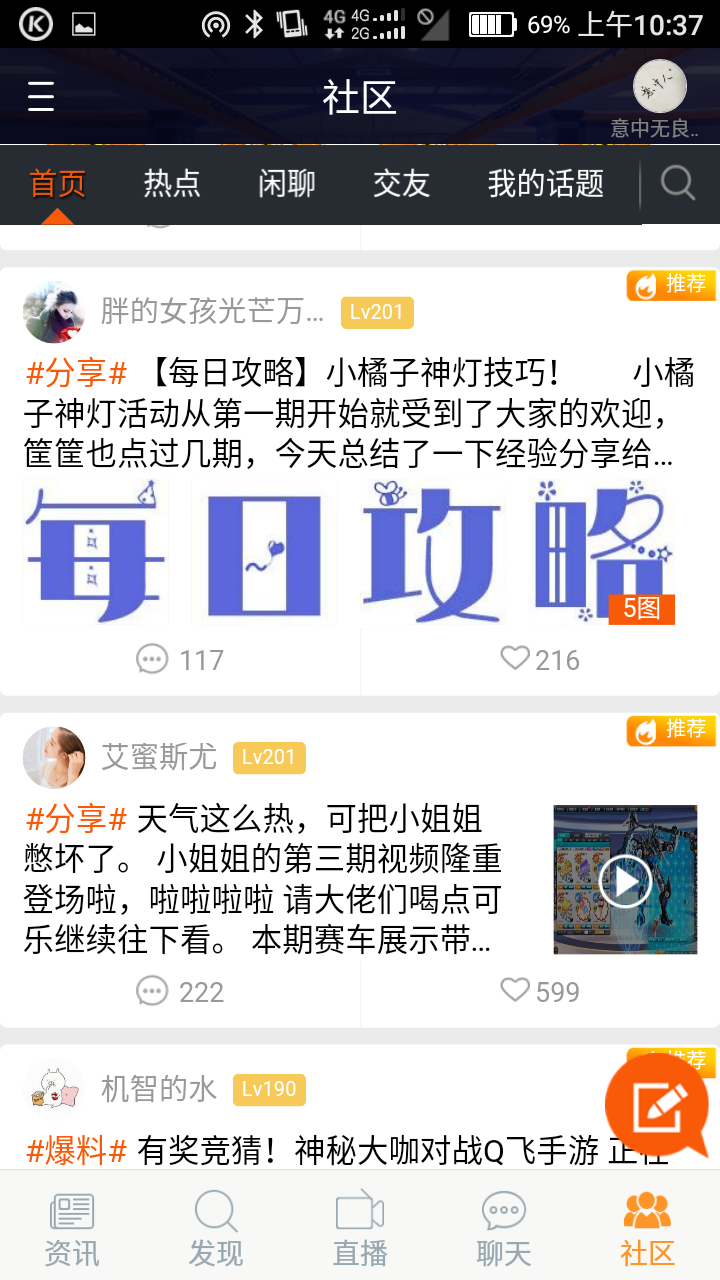 4G 4G 2G 69% 上午10:37
社区
意中无良..
首页 热点 闲聊 交友 我的话题
推荐
胖的女孩光芒万... Lv201
#分享# 【每日攻略】小橘子神灯技巧! 小橘
子神灯活动从第一期开始就受到了大家的欢迎，
筐筐也点过几期，今天总结了一下经验分享给...
每日攻略
5图
117 216
推荐
艾蜜斯尤 Lv201
#分享# 天气这么热，可把小姐姐
憋坏了。 小姐姐的第三期视频隆重
登场啦，啦啦啦啦 请大佬们喝点可
乐继续往下看。 本期赛车展示带...
222 599
推荐
机智的水 Lv190
#爆料# 有奖竞猜！神秘大咖对战Q飞手游 正在
资讯 发现 直播 聊天 社区